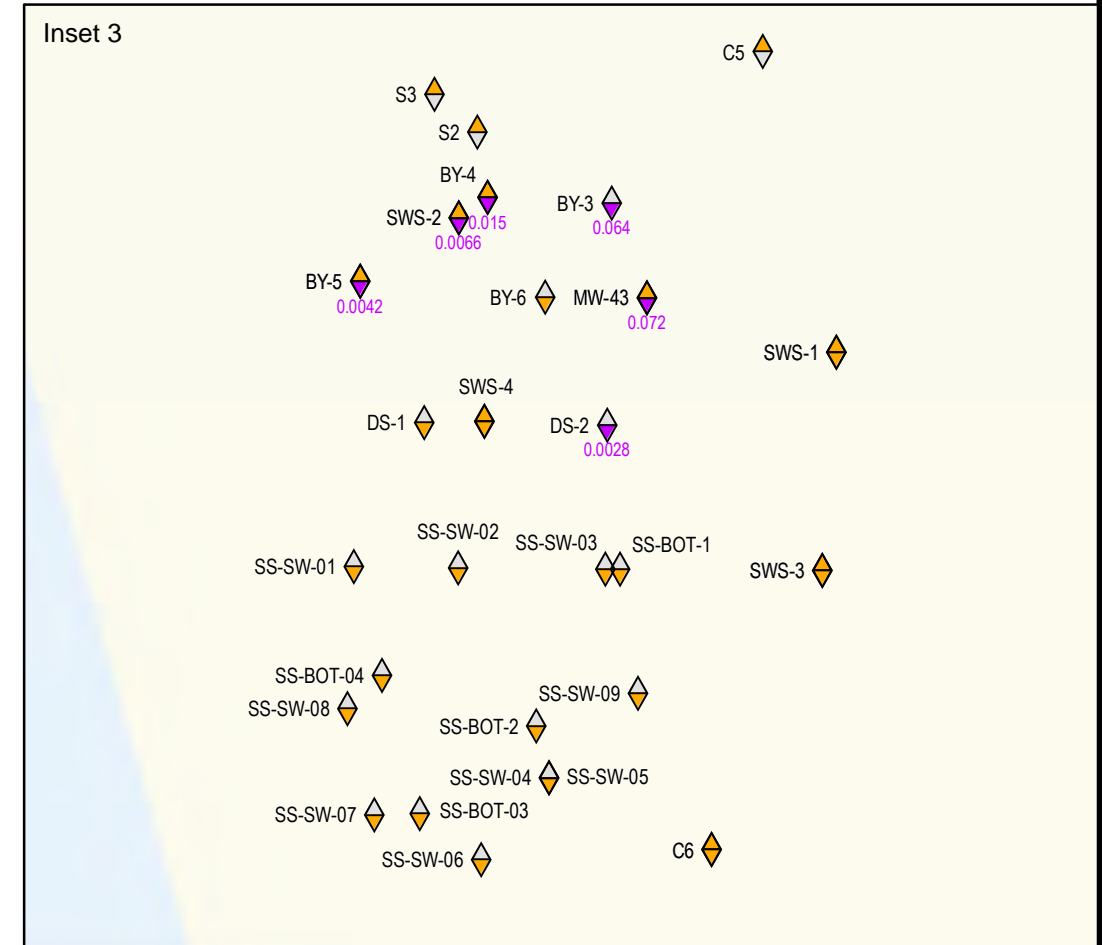 Inset 3
C5
S3
S2
BY-4
SWS-2
0.015
0.0066
BY-3
0.064
BY-5
0.0042
BY-6
MW-43
0.072
SWS-1
SWS-4
DS-1
DS-2
0.0028
SS-SW-02
SS-SW-03
SS-BOT-1
SS-SW-01
SWS-3
SS-BOT-04
SS-SW-09
SS-SW-08
SS-BOT-2
SS-SW-04
SS-SW-05
SS-SW-07
SS-BOT-03
SS-SW-06
C6